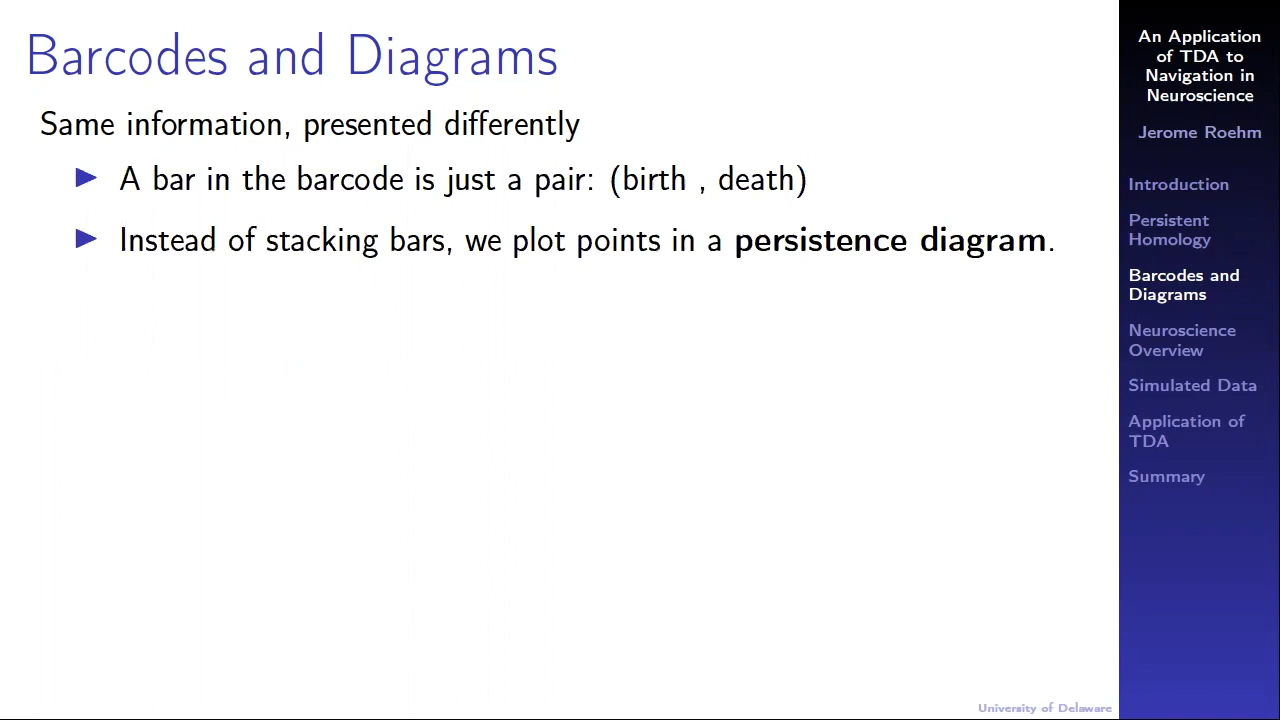 Barcodes and Diagrams
Same information, presented differently
A bar in the barcode is just a pair: (birth , death)
Instead of stacking bars, we plot points in a persistence diagram.
An Application
of TDA to
Navigation in
Neuroscience
Jerome Roehm
Introduction
Persistent
Homology
Barcodes and
Diagrams
Neuroscience
Overview
Simulated Data
Application of
TDA
Summary
University of Delaware